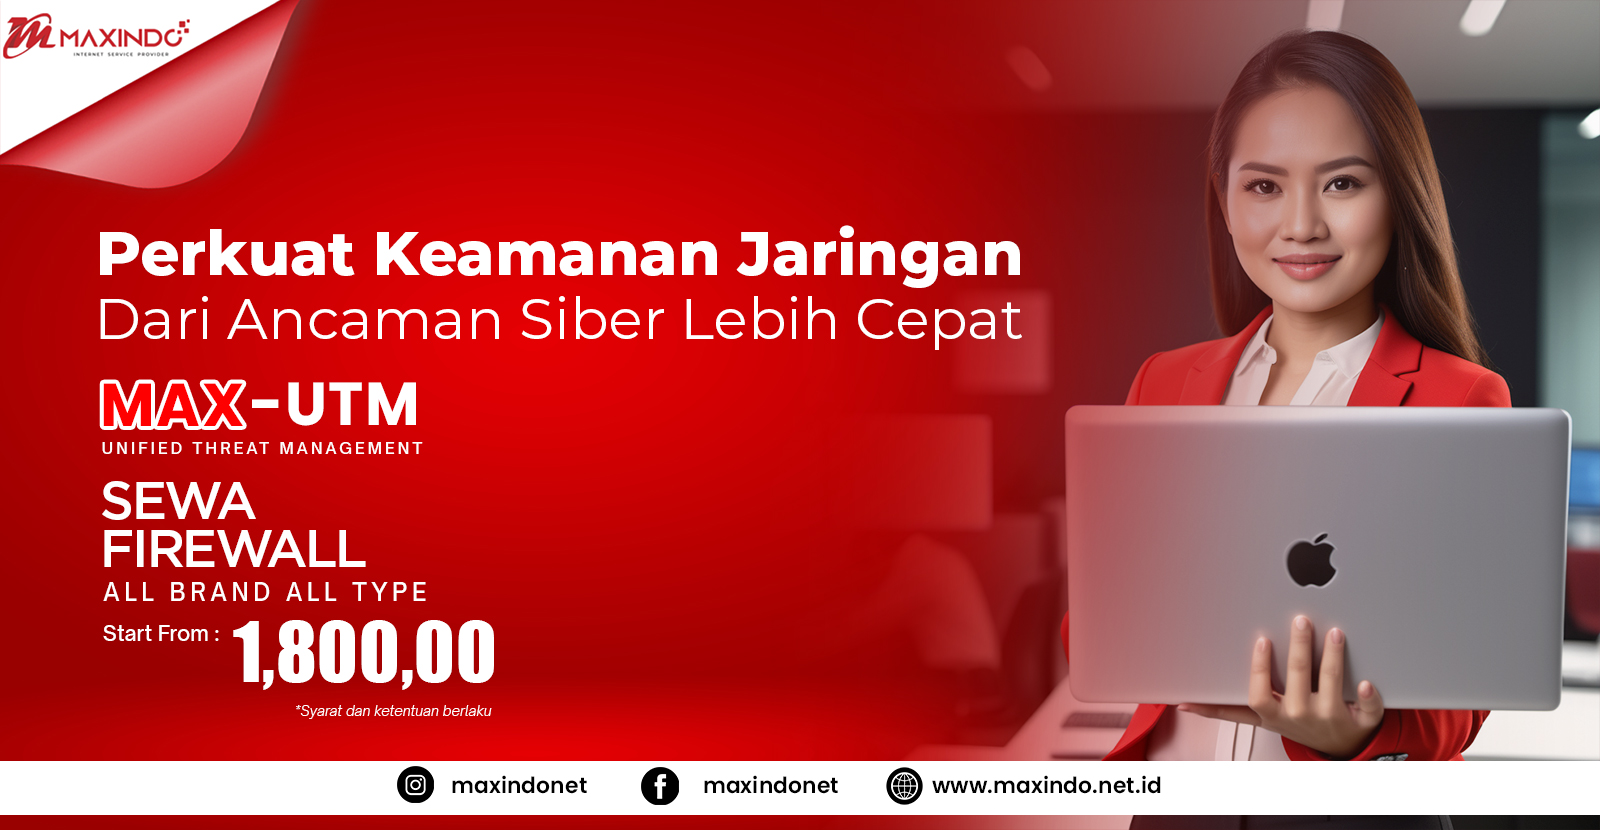 MAXINDO
INTERNET SERVICE PROVIDER
Perkuat Keamanan Jaringan
Dari Ancaman Siber Lebih Cepat
MAX-UTM
UNIFIED THREAT MANAGEMENT
SEWA
FIREWALL
ALL BRAND ALL TYPE
Start From : 1,800,00
*Syarat dan ketentuan berlaku
maxindonet maxindonet www.maxindo.net.id